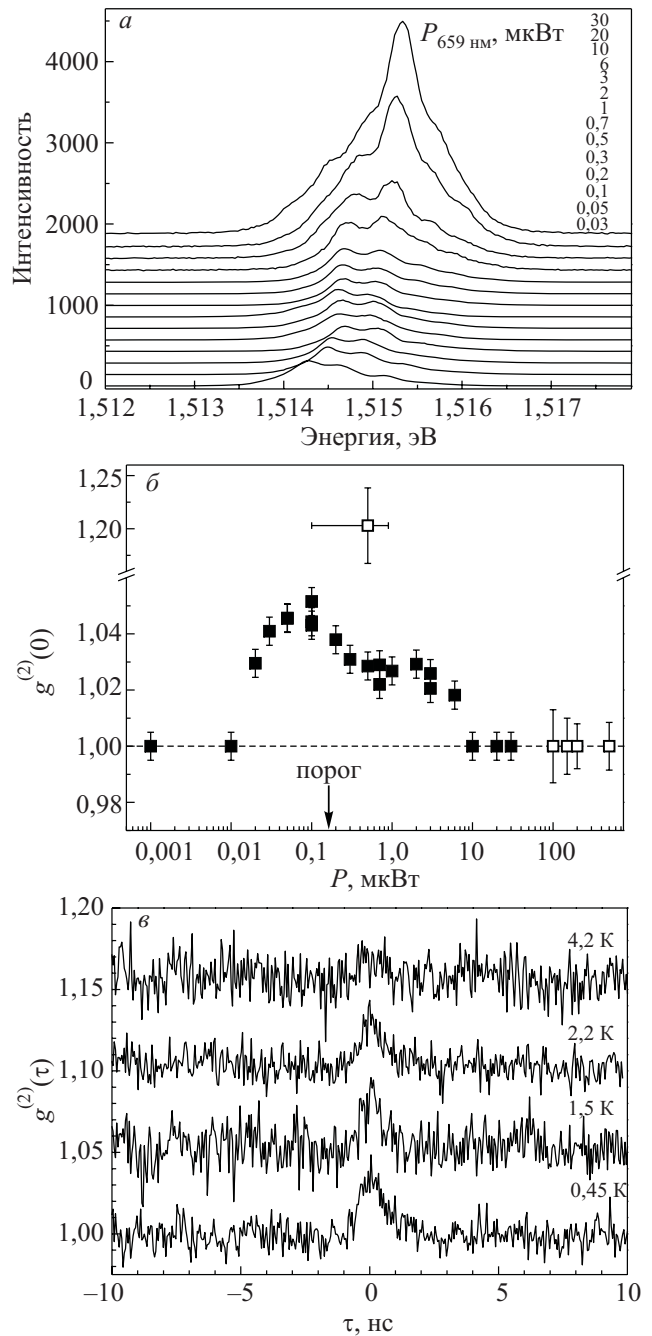 а
P659 нм, мкВт
30
20
10
6
3
2
1
0,7
0,5
0,3
0,2
0,1
0,05
0,03
Интенсивность
4000
3000
2000
1000
0
1,512 1,513 1,514 1,515 1,516 1,517
Энергия, эВ
б
g(2)(0)
1,25
1,20
1,04
1,02
1,00
0,98
порог
0,001 0,01 0,1 1,0 10 100
P, мкВт
в
g(2)(τ)
1,20
1,15
1,10
1,05
1,00
4,2 К
2,2 К
1,5 К
0,45 К
–10 –5 0 5 10
τ, нс